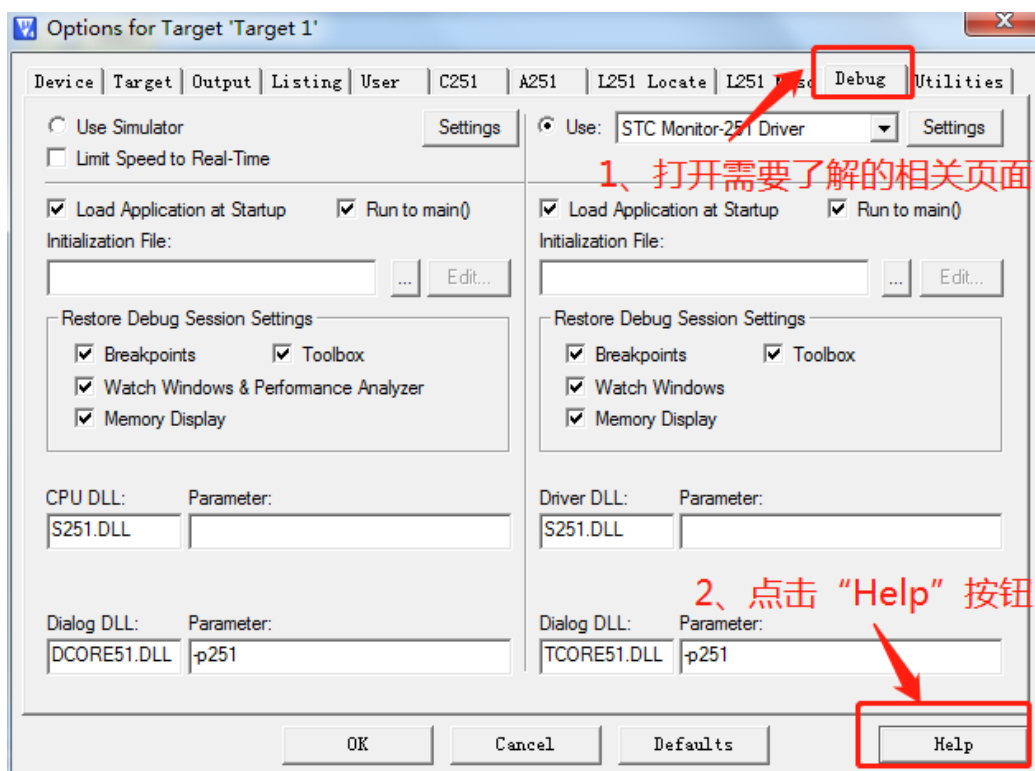 Options for Target 'Target 1'
Device Target Output Listing User C251 A251 L251 Locate L251 Debug Utilities
Use Simulator Settings Use: STC Monitor-251 Driver Settings
Limit Speed to Real-Time
1、打开需要了解的相关页面
Load Application at Startup Run to main() Load Application at Startup Run to main()
Initialization File: Initialization File:
... Edit... ... Edit...
Restore Debug Session Settings Restore Debug Session Settings
Breakpoints Toolbox Breakpoints Toolbox
Watch Windows & Performance Analyzer Watch Windows
Memory Display Memory Display
CPU DLL: Parameter: Driver DLL: Parameter:
S251.DLL S251.DLL
2、点击“Help”按钮
Dialog DLL: Parameter: Dialog DLL: Parameter:
DCORE51.DLL -p251 TCORE51.DLL -p251
OK Cancel Defaults Help